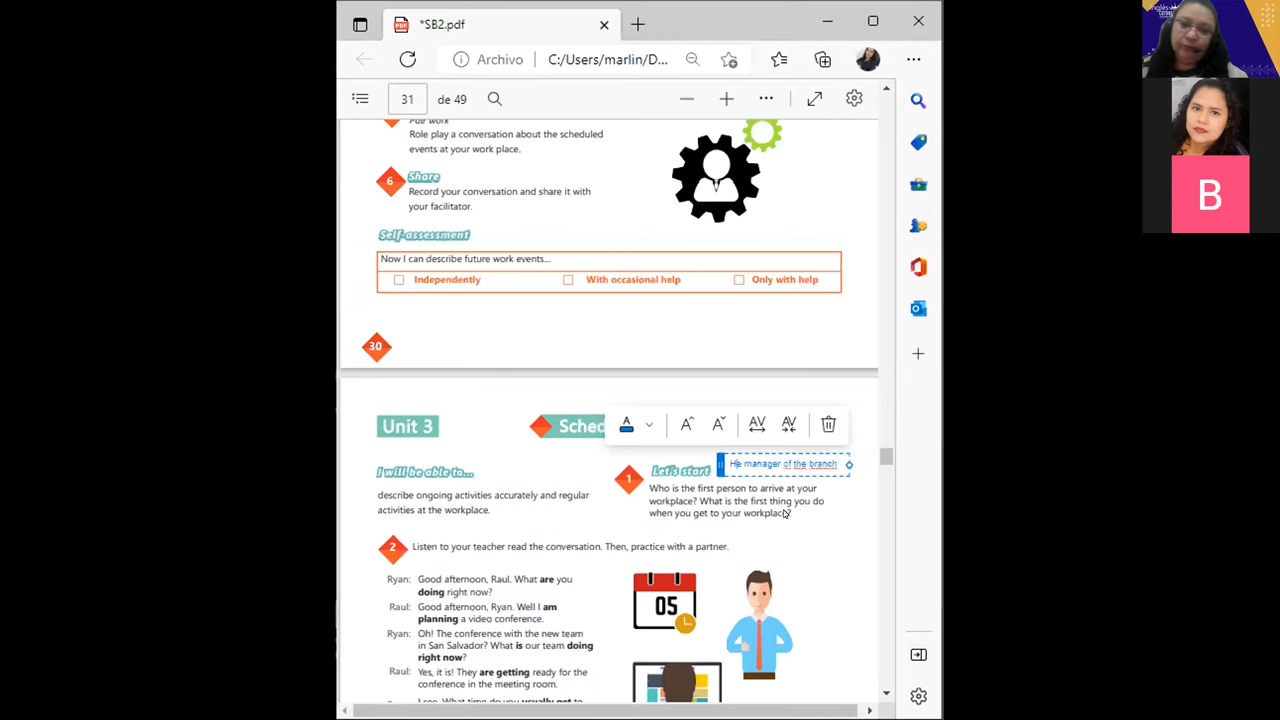 *SB2.pdf
Archivo
C:/Users/marlin/D...
31
de 49
Pair work
Role play a conversation about the scheduled
events at your work place.
6
Share
Record your conversation and share it with
your facilitator.
Self-assessment
Now I can describe future work events...
Independently
With occasional help
Only with help
30
Unit 3
Sched
I will be able to...
describe ongoing activities accurately and regular
activities at the workplace.
1
Let's start
He manager of the branch
Who is the first person to arrive at your
workplace? What is the first thing you do
when you get to your workplace?
2
Listen to your teacher read the conversation. Then, practice with a partner.
Ryan: Good afternoon, Raul. What are you
doing right now?
Raul: Good afternoon, Ryan. Well I am
planning a video conference.
Ryan: Oh! The conference with the new team
in San Salvador? What is our team doing
right now?
Raul: Yes, it is! They are getting ready for the
conference in the meeting room.
05
B